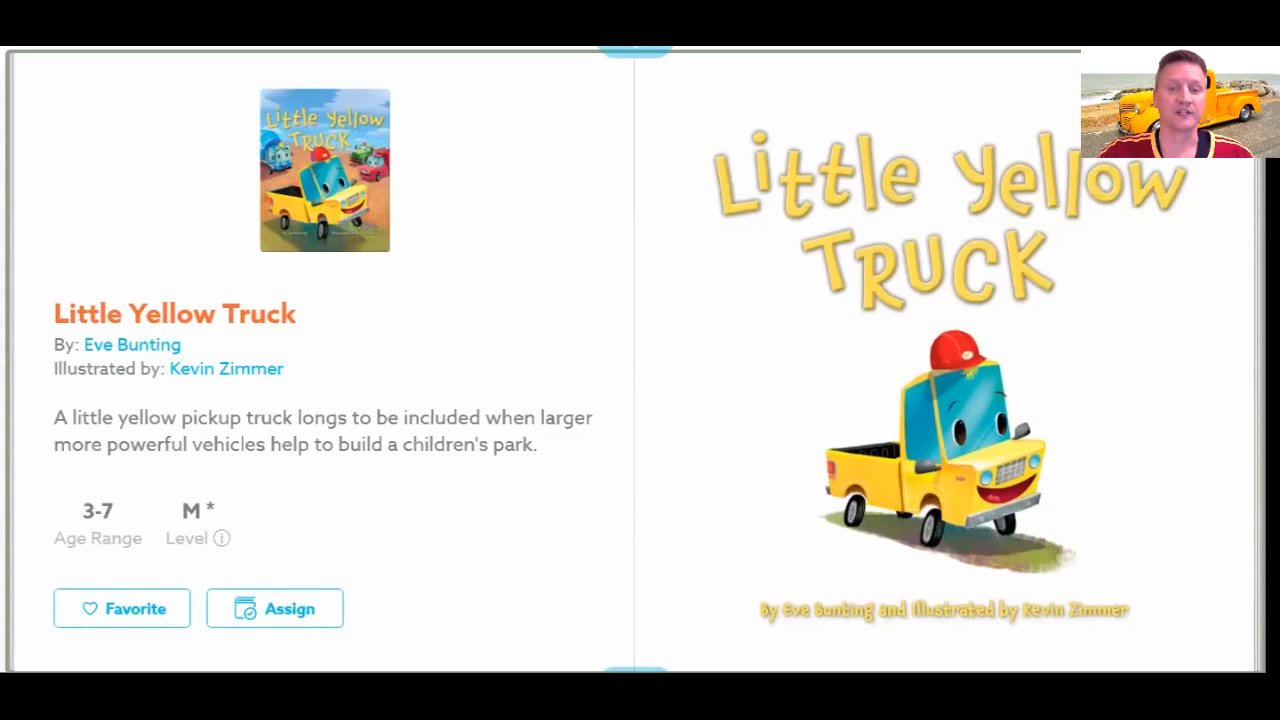 Little Yellow
TRUCK
Little Yellow Truck
By: Eve Bunting
Illustrated by: Kevin Zimmer
A little yellow pickup truck longs to be included when larger
more powerful vehicles help to build a children's park.
3-7
M *
Age Range
Level
Favorite
Assign
Little Yellow
TRUCK
By Eve Bunting and Illustrated by Kevin Zimmer